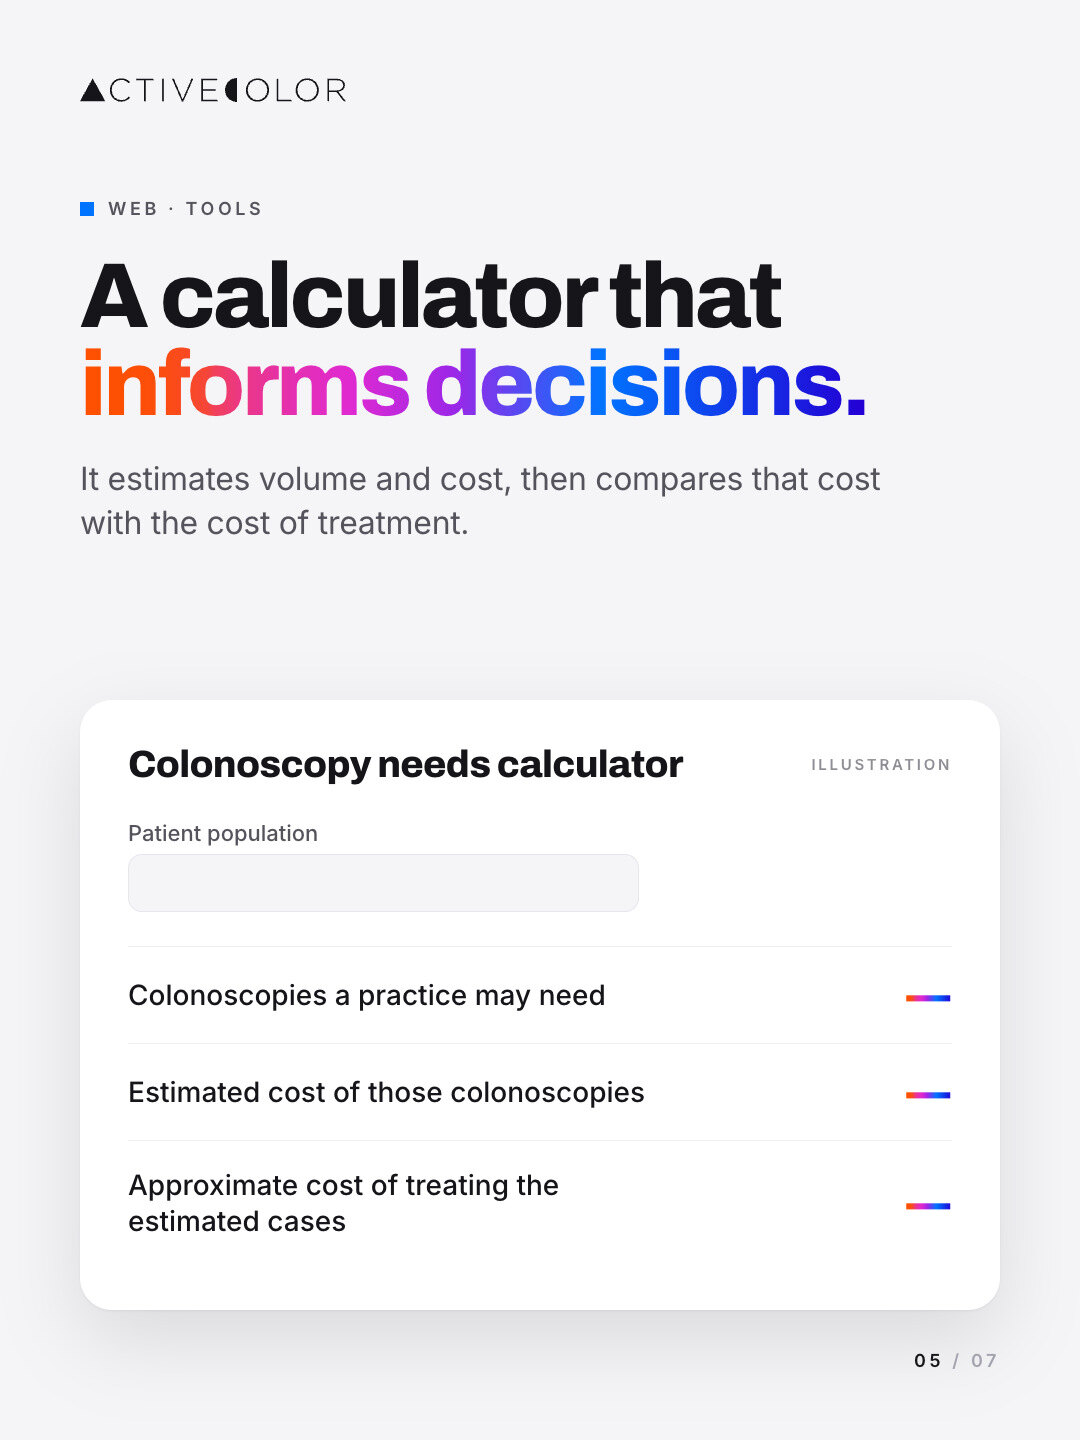 ACTIVECOLOR
WEB · TOOLS
A calculator that
informs decisions.
It estimates volume and cost, then compares that cost
with the cost of treatment.
Colonoscopy needs calculator
ILLUSTRATION
Patient population
Colonoscopies a practice may need
Estimated cost of those colonoscopies
Approximate cost of treating the
estimated cases
05 / 07